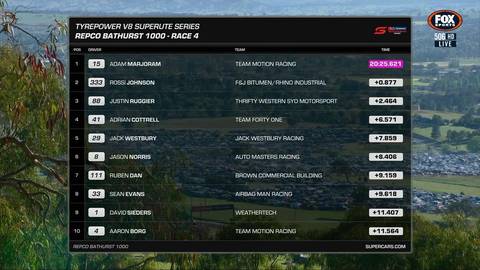 TYREPOWER V8 SUPERUTE SERIES
REPCO BATHURST 1000 - RACE 4
FOX
SPORTS
506 HD
LIVE
POS DRIVER TEAM TIME
1 15 ADAM MARJORAM TEAM MOTION RACING 20:25.621
2 333 ROSS JOHNSON F&J BITUMEN/RHINO INDUSTRIAL +0.877
3 88 JUSTIN RUGGIER THRIFTY WESTERN SYD MOTORSPORT +2.464
4 41 ADRIAN COTTRELL TEAM FORTY ONE +6.571
5 29 JACK WESTBURY JACK WESTBURY RACING +7.859
6 8 JASON NORRIS AUTO MASTERS RACING +8.406
7 111 RUBEN DAN BROWN COMMERCIAL BUILDING +9.159
8 33 SEAN EVANS AIRBAG MAN RACING +9.618
9 1 DAVID SIEDERS WEATHERTECH +11.407
10 4 AARON BORG TEAM MOTION RACING +11.564
REPCO BATHURST 1000 SUPERCARS.COM